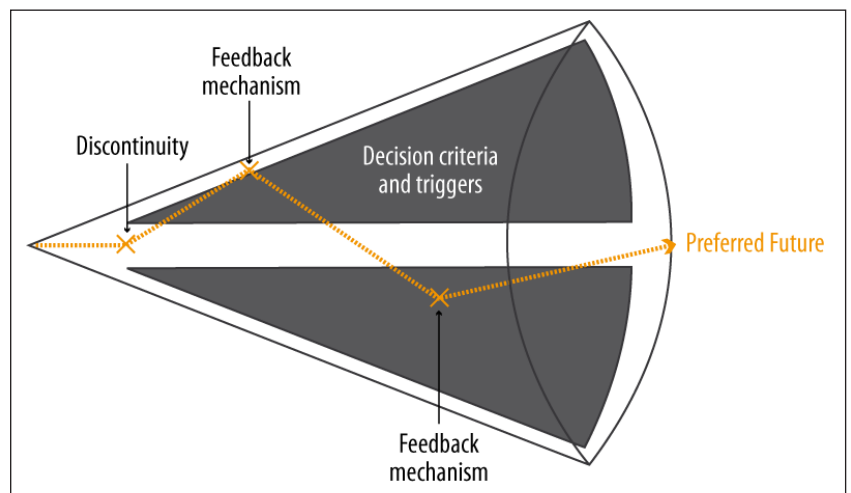 Feedback
mechanism
Discontinuity
Decision criteria
and triggers
Preferred Future
Feedback
mechanism